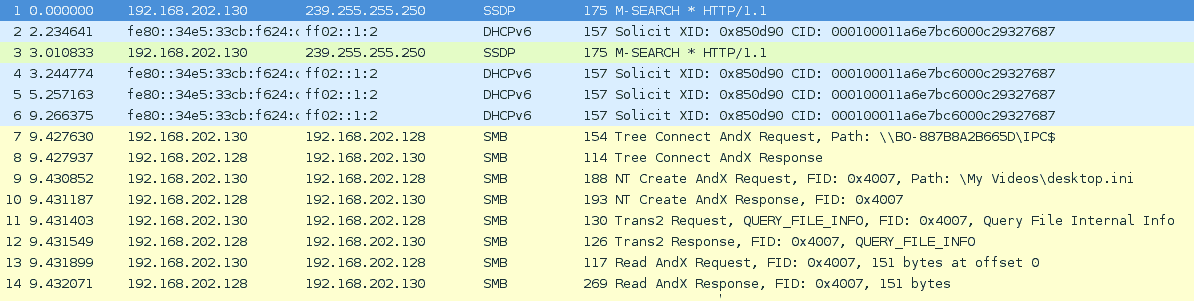 1 0.000000 192.168.202.130 239.255.255.250 SSDP 175 M-SEARCH * HTTP/1.1
2 2.234641 fe80::34e5:33cb:f624:c ff02::1:2 DHCPv6 157 Solicit XID: 0x850d90 CID: 000100011a6e7bc6000c29327687
3 3.010833 192.168.202.130 239.255.255.250 SSDP 175 M-SEARCH * HTTP/1.1
4 3.244774 fe80::34e5:33cb:f624:c ff02::1:2 DHCPv6 157 Solicit XID: 0x850d90 CID: 000100011a6e7bc6000c29327687
5 5.257163 fe80::34e5:33cb:f624:c ff02::1:2 DHCPv6 157 Solicit XID: 0x850d90 CID: 000100011a6e7bc6000c29327687
6 9.266375 fe80::34e5:33cb:f624:c ff02::1:2 DHCPv6 157 Solicit XID: 0x850d90 CID: 000100011a6e7bc6000c29327687
7 9.427630 192.168.202.130 192.168.202.128 SMB 154 Tree Connect AndX Request, Path: \\BO-887B8A2B665D\IPC$
8 9.427937 192.168.202.128 192.168.202.130 SMB 114 Tree Connect AndX Response
9 9.430852 192.168.202.130 192.168.202.128 SMB 188 NT Create AndX Request, FID: 0x4007, Path: \My Videos\desktop.ini
10 9.431187 192.168.202.128 192.168.202.130 SMB 193 NT Create AndX Response, FID: 0x4007
11 9.431403 192.168.202.130 192.168.202.128 SMB 130 Trans2 Request, QUERY_FILE_INFO, FID: 0x4007, Query File Internal Info
12 9.431549 192.168.202.128 192.168.202.130 SMB 126 Trans2 Response, FID: 0x4007, QUERY_FILE_INFO
13 9.431899 192.168.202.130 192.168.202.128 SMB 117 Read AndX Request, FID: 0x4007, 151 bytes at offset 0
14 9.432071 192.168.202.128 192.168.202.130 SMB 269 Read AndX Response, FID: 0x4007, 151 bytes